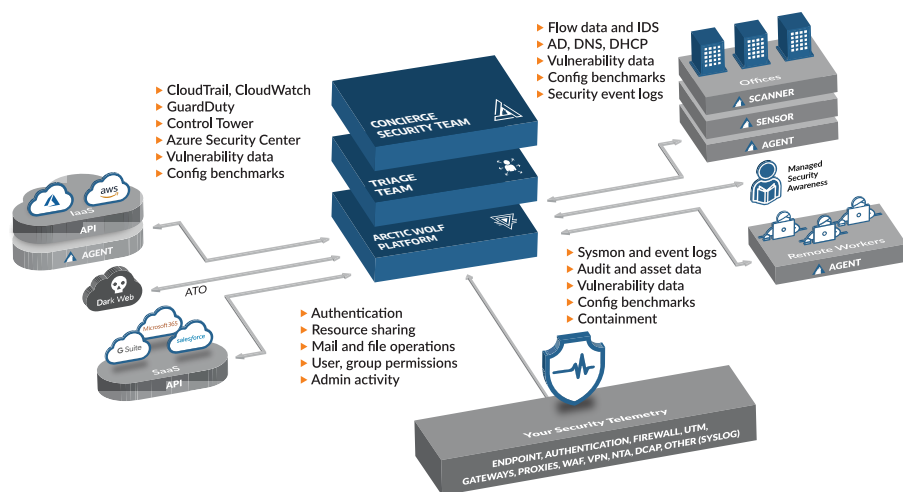 Flow data and IDS
AD, DNS, DHCP
Vulnerability data
Config benchmarks
Security event logs
Offices
SCANNER
SENSOR
AGENT
CloudTrail, CloudWatch
GuardDuty
Control Tower
Azure Security Center
Vulnerability data
Config benchmarks
CONCIERGE
SECURITY TEAM
TRIAGE
TEAM
ARCTIC WOLF
PLATFORM
Managed
Security
Awareness
aws
IaaS
API
AGENT
Remote Workers
AGENT
Dark Web
ATO
Sysmon and event logs
Audit and asset data
Vulnerability data
Config benchmarks
Containment
Microsoft365
G Suite
salesforce
SaaS
API
Authentication
Resource sharing
Mail and file operations
User, group permissions
Admin activity
Your Security Telemetry
ENDPOINT, AUTHENTICATION, FIREWALL, UTM,
GATEWAYS, PROXIES, WAF, VPN, NTA, DCAP, OTHER (SYSLOG)